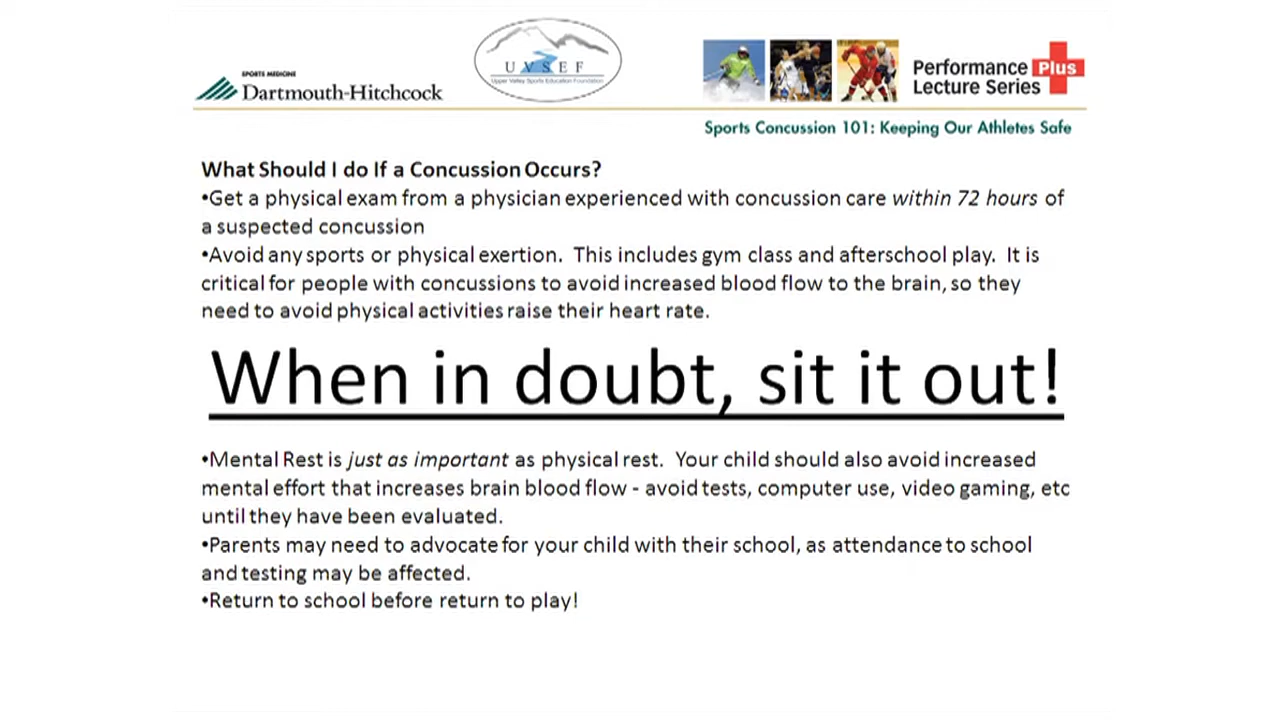 SPORTS MEDICINE
Dartmouth-Hitchcock
U V S E F
Upper Valley Sports Education Foundation
Performance Plus
Lecture Series
Sports Concussion 101: Keeping Our Athletes Safe
What Should I do If a Concussion Occurs?
•Get a physical exam from a physician experienced with concussion care within 72 hours of
a suspected concussion
•Avoid any sports or physical exertion. This includes gym class and afterschool play. It is
critical for people with concussions to avoid increased blood flow to the brain, so they
need to avoid physical activities raise their heart rate.
When in doubt, sit it out!
•Mental Rest is just as important as physical rest. Your child should also avoid increased
mental effort that increases brain blood flow - avoid tests, computer use, video gaming, etc
until they have been evaluated.
•Parents may need to advocate for your child with their school, as attendance to school
and testing may be affected.
•Return to school before return to play!